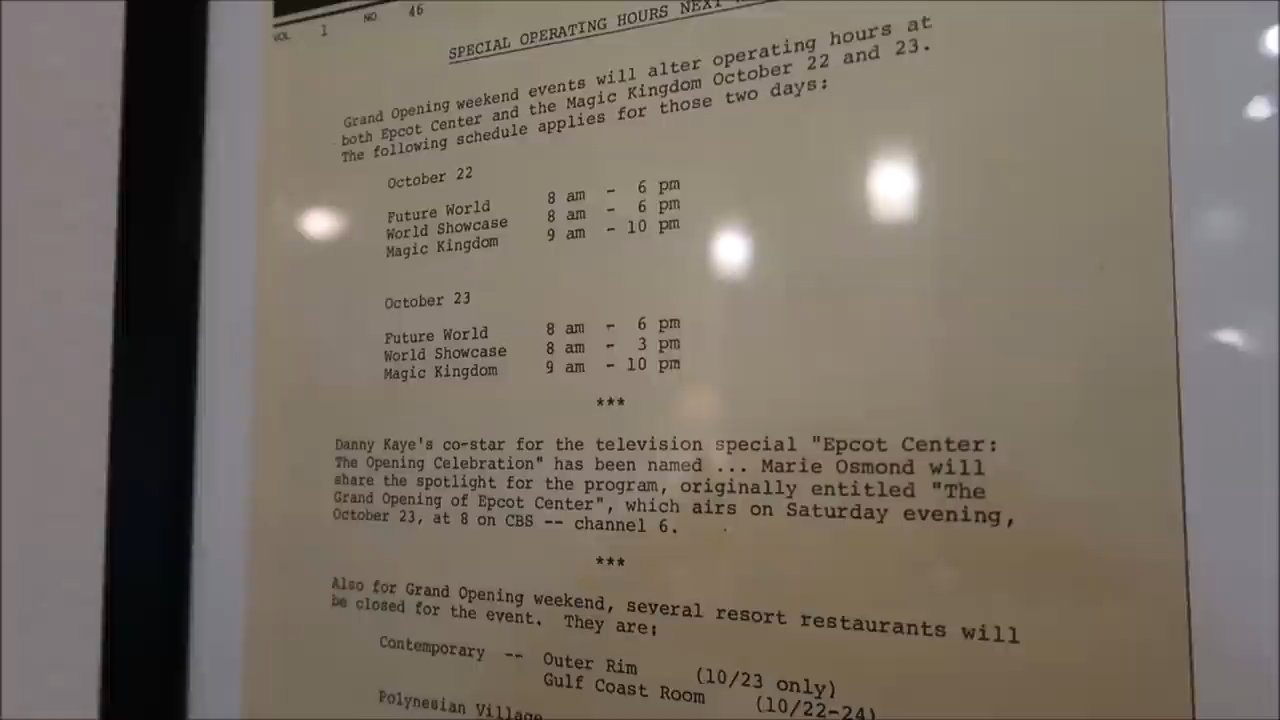 VOL 1 NO 46
SPECIAL OPERATING HOURS NEXT
Grand Opening weekend events will alter operating hours at
both Epcot Center and the Magic Kingdom October 22 and 23.
The following schedule applies for those two days:
October 22
Future World 8 am - 6 pm
World Showcase 8 am - 6 pm
Magic Kingdom 9 am - 10 pm
October 23
Future World 8 am - 6 pm
World Showcase 8 am - 3 pm
Magic Kingdom 9 am - 10 pm
***
Danny Kaye's co-star for the television special "Epcot Center:
The Opening Celebration" has been named ... Marie Osmond will
share the spotlight for the program, originally entitled "The
Grand Opening of Epcot Center", which airs on Saturday evening,
October 23, at 8 on CBS -- channel 6.
***
Also for Grand Opening weekend, several resort restaurants will
be closed for the event. They are:
Contemporary -- Outer Rim (10/23 only)
Gulf Coast Room (10/22-24)
Polynesian Village